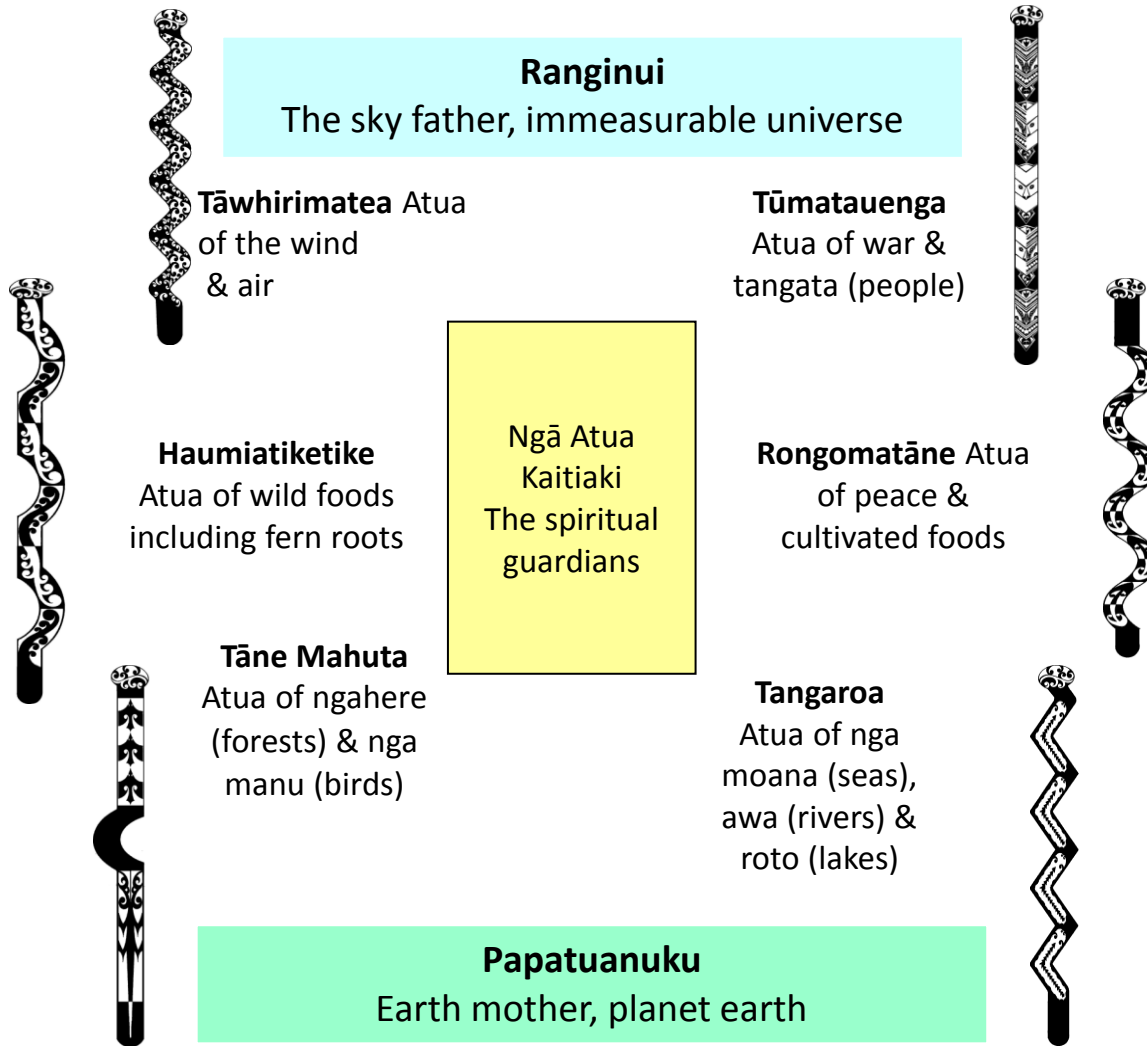 Ranginui
The sky father, immeasurable universe
Tāwhirimatea Atua
of the wind
& air
Tūmatauenga
Atua of war &
tangata (people)
Haumiatiketike
Atua of wild foods
including fern roots
Ngā Atua
Kaitiaki
The spiritual
guardians
Rongomatāne Atua
of peace &
cultivated foods
Tāne Mahuta
Atua of ngahere
(forests) & nga
manu (birds)
Tangaroa
Atua of nga
moana (seas),
awa (rivers) &
roto (lakes)
Papatuanuku
Earth mother, planet earth